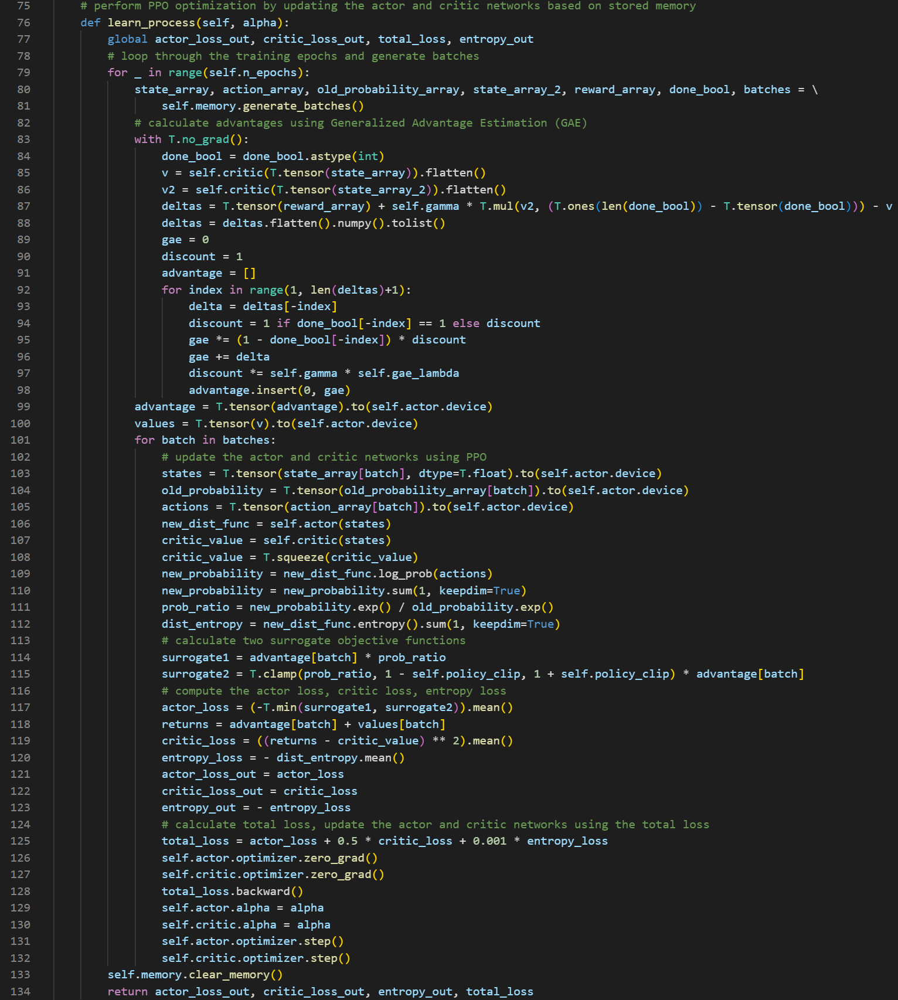 75 # perform PPO optimization by updating the actor and critic networks based on stored memory
76 def learn_process(self, alpha):
77 global actor_loss_out, critic_loss_out, total_loss, entropy_out
78 # loop through the training epochs and generate batches
79 for _ in range(self.n_epochs):
80 state_array, action_array, old_probability_array, state_array_2, reward_array, done_bool, batches = \
81 self.memory.generate_batches()
82 # calculate advantages using Generalized Advantage Estimation (GAE)
83 with T.no_grad():
84 done_bool = done_bool.astype(int)
85 v = self.critic(T.tensor(state_array)).flatten()
86 v2 = self.critic(T.tensor(state_array_2)).flatten()
87 deltas = T.tensor(reward_array) + self.gamma * T.mul(v2, (T.ones(len(done_bool)) - T.tensor(done_bool))) - v
88 deltas = deltas.flatten().numpy().tolist()
89 gae = 0
90 discount = 1
91 advantage = []
92 for index in range(1, len(deltas)+1):
93 delta = deltas[-index]
94 discount = 1 if done_bool[-index] == 1 else discount
95 gae *= (1 - done_bool[-index]) * discount
96 gae += delta
97 discount *= self.gamma * self.gae_lambda
98 advantage.insert(0, gae)
99 advantage = T.tensor(advantage).to(self.actor.device)
100 values = T.tensor(v).to(self.actor.device)
101 for batch in batches:
102 # update the actor and critic networks using PPO
103 states = T.tensor(state_array[batch], dtype=T.float).to(self.actor.device)
104 old_probability = T.tensor(old_probability_array[batch]).to(self.actor.device)
105 actions = T.tensor(action_array[batch]).to(self.actor.device)
106 new_dist_func = self.actor(states)
107 critic_value = self.critic(states)
108 critic_value = T.squeeze(critic_value)
109 new_probability = new_dist_func.log_prob(actions)
110 new_probability = new_probability.sum(1, keepdim=True)
111 prob_ratio = new_probability.exp() / old_probability.exp()
112 dist_entropy = new_dist_func.entropy().sum(1, keepdim=True)
113 # calculate two surrogate objective functions
114 surrogate1 = advantage[batch] * prob_ratio
115 surrogate2 = T.clamp(prob_ratio, 1 - self.policy_clip, 1 + self.policy_clip) * advantage[batch]
116 # compute the actor loss, critic loss, entropy loss
117 actor_loss = (-T.min(surrogate1, surrogate2)).mean()
118 returns = advantage[batch] + values[batch]
119 critic_loss = ((returns - critic_value) ** 2).mean()
120 entropy_loss = - dist_entropy.mean()
121 actor_loss_out = actor_loss
122 critic_loss_out = critic_loss
123 entropy_out = - entropy_loss
124 # calculate total loss, update the actor and critic networks using the total loss
125 total_loss = actor_loss + 0.5 * critic_loss + 0.001 * entropy_loss
126 self.actor.optimizer.zero_grad()
127 self.critic.optimizer.zero_grad()
128 total_loss.backward()
129 self.actor.alpha = alpha
130 self.critic.alpha = alpha
131 self.actor.optimizer.step()
132 self.critic.optimizer.step()
133 self.memory.clear_memory()
134 return actor_loss_out, critic_loss_out, entropy_out, total_loss